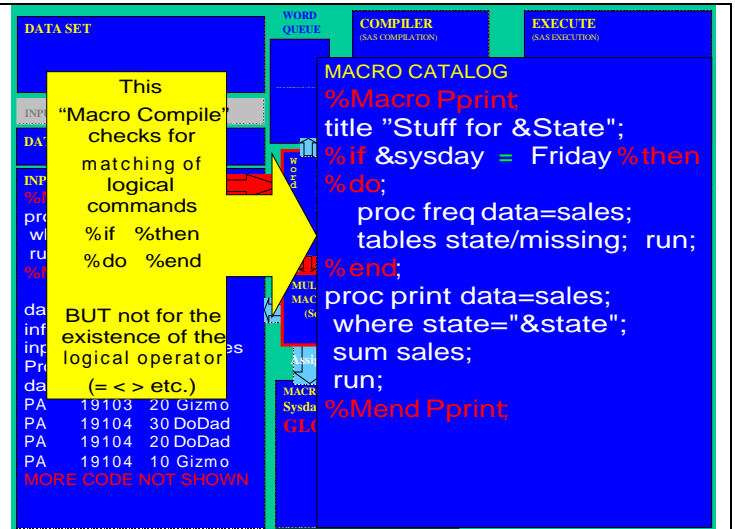 DATA SET
WORD
QUEUE
COMPILER
(SAS COMPILATION)
EXECUTE
(SAS EXECUTION)
This
“Macro Compile”
checks for
matching of
logical
commands
%if %then
%do %end
BUT not for the
existence of the
logical operator
(= < > etc.)
MACRO CATALOG
%Macro Pprint;
title ”Stuff for &State";
%if &sysday = Friday %then
%do;
proc freq data=sales;
tables state/missing; run;
%end;
proc print data=sales;
where state="&state";
sum sales;
run;
%Mend Pprint;
PA 19103 20 Gizmo
PA 19104 30 DoDad
PA 19104 20 DoDad
PA 19104 10 Gizmo
MORE CODE NOT SHOWN